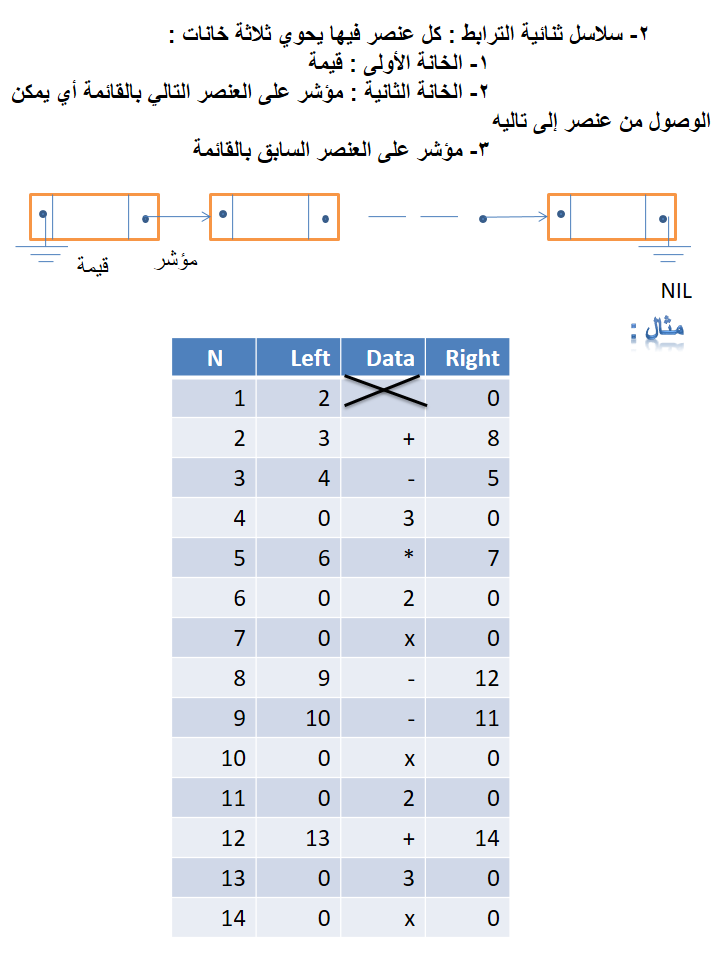 ٢- سلاسل ثنائية الترابط : كل عنصر فيها يحوي ثلاثة خانات :
١- الخانة الأولى : قيمة
٢- الخانة الثانية : مؤشر على العنصر التالي بالقائمة أي يمكن
الوصول من عنصر إلى تاليه
٣- مؤشر على العنصر السابق بالقائمة
قيمة مؤشر
NIL
مثال :
N Left Data Right
1 2 0
2 3 + 8
3 4 - 5
4 0 3 0
5 6 * 7
6 0 2 0
7 0 x 0
8 9 - 12
9 10 - 11
10 0 x 0
11 0 2 0
12 13 + 14
13 0 3 0
14 0 x 0